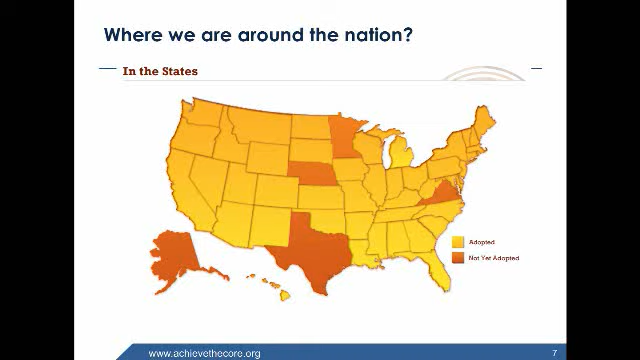 Where we are around the nation?
In the States
Adopted
Not Yet Adopted
www.achievethecore.org
7